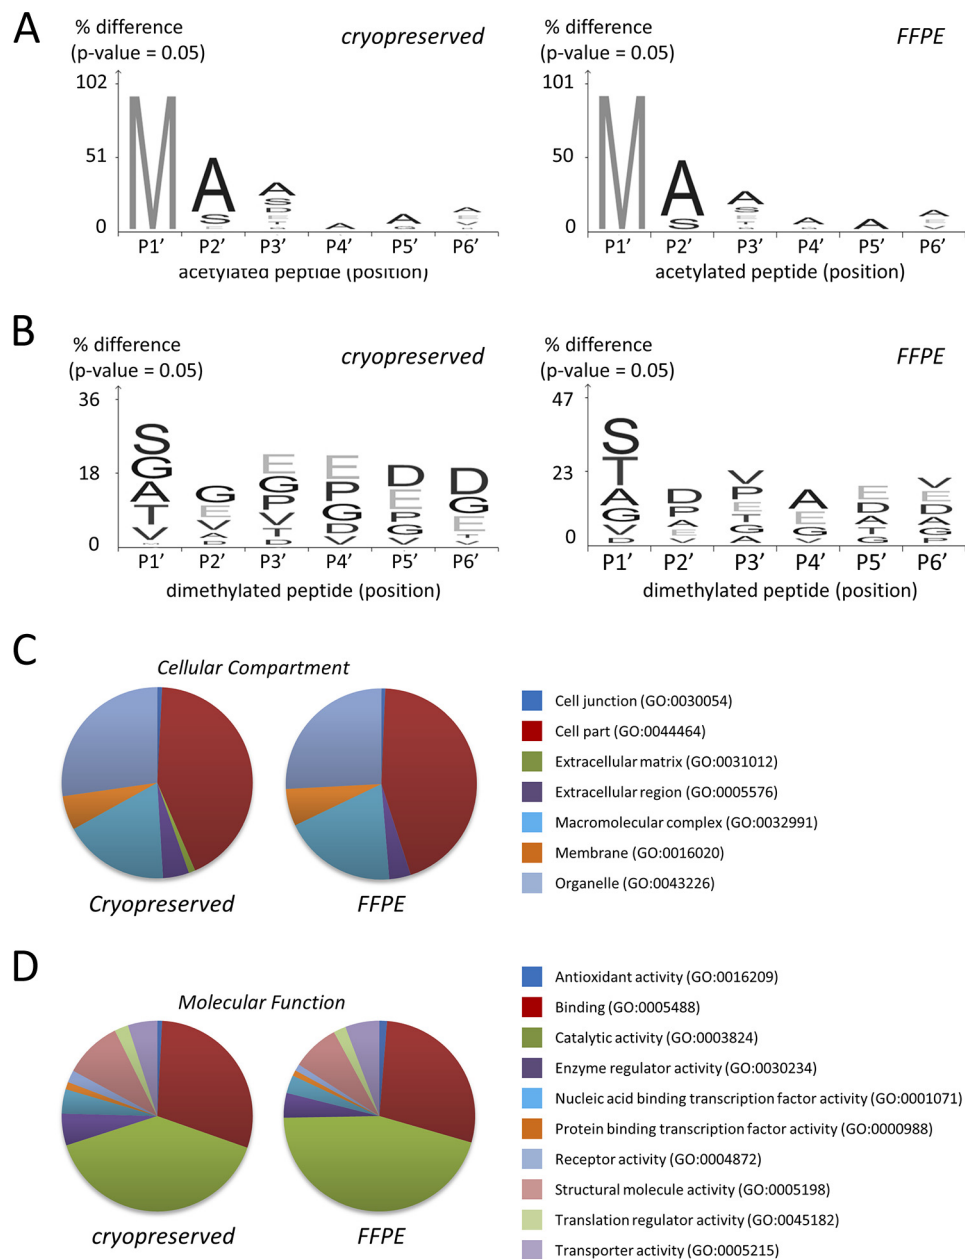 A
% difference
(p-value = 0.05)
cryopreserved
102
51
0
M
A
S
E
A
S
D
E
T
G
A
A
G
A
E
V
P1’ P2’ P3’ P4’ P5’ P6’
acetylated peptide (position)
% difference
(p-value = 0.05)
FFPE
101
50
0
M
A
S
A
S
E
T
G
A
G
A
A
E
V
P1’ P2’ P3’ P4’ P5’ P6’
acetylated peptide (position)
B
% difference
(p-value = 0.05)
cryopreserved
36
18
0
S
G
A
T
V
M
G
E
V
A
D
E
G
P
V
T
D
E
P
G
D
V
D
E
P
G
V
D
G
E
T
V
P1’ P2’ P3’ P4’ P5’ P6’
dimethylated peptide (position)
% difference
(p-value = 0.05)
FFPE
47
23
0
S
T
A
G
V
D
D
P
A
E
V
V
P
E
T
G
A
A
E
G
V
E
D
A
T
G
V
E
D
A
G
P
P1’ P2’ P3’ P4’ P5’ P6’
dimethylated peptide (position)
C
Cellular Compartment
Cryopreserved
FFPE
Cell junction (GO:0030054)
Cell part (GO:0044464)
Extracellular matrix (GO:0031012)
Extracellular region (GO:0005576)
Macromolecular complex (GO:0032991)
Membrane (GO:0016020)
Organelle (GO:0043226)
D
Molecular Function
cryopreserved
FFPE
Antioxidant activity (GO:0016209)
Binding (GO:0005488)
Catalytic activity (GO:0003824)
Enzyme regulator activity (GO:0030234)
Nucleic acid binding transcription factor activity (GO:0001071)
Protein binding transcription factor activity (GO:0000988)
Receptor activity (GO:0004872)
Structural molecule activity (GO:0005198)
Translation regulator activity (GO:0045182)
Transporter activity (GO:0005215)